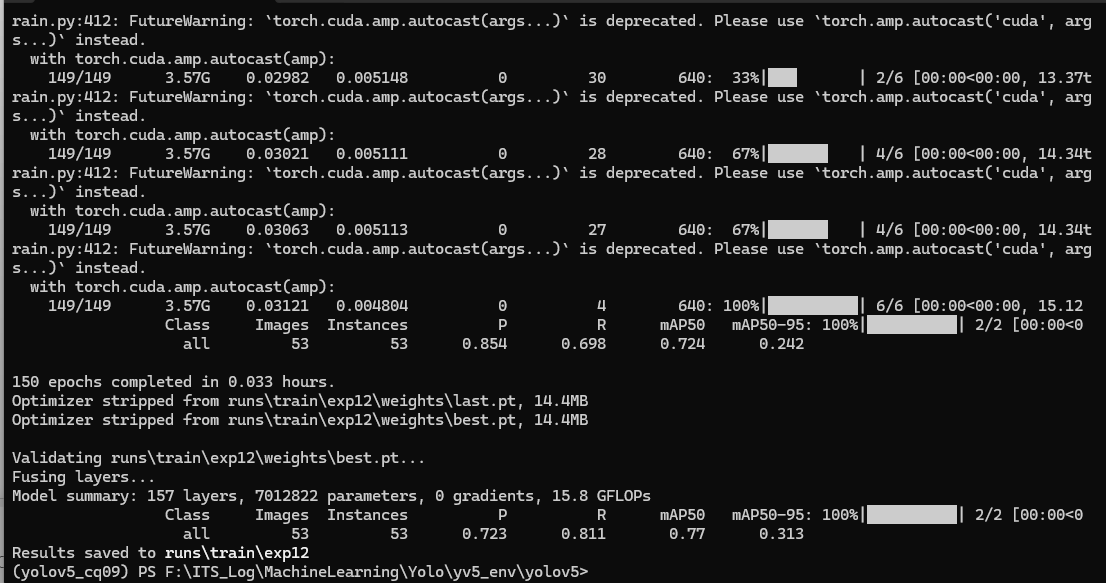 rain.py:412: FutureWarning: `torch.cuda.amp.autocast(args...)` is deprecated. Please use `torch.amp.autocast('cuda', arg
s...)` instead.
  with torch.cuda.amp.autocast(amp):
    149/149      3.57G    0.02982   0.005148          0         30        640:  33%|███       | 2/6 [00:00<00:00, 13.37t
rain.py:412: FutureWarning: `torch.cuda.amp.autocast(args...)` is deprecated. Please use `torch.amp.autocast('cuda', arg
s...)` instead.
  with torch.cuda.amp.autocast(amp):
    149/149      3.57G    0.03021   0.005111          0         28        640:  67%|██████    | 4/6 [00:00<00:00, 14.34t
rain.py:412: FutureWarning: `torch.cuda.amp.autocast(args...)` is deprecated. Please use `torch.amp.autocast('cuda', arg
s...)` instead.
  with torch.cuda.amp.autocast(amp):
    149/149      3.57G    0.03063   0.005113          0         27        640:  67%|██████    | 4/6 [00:00<00:00, 14.34t
rain.py:412: FutureWarning: `torch.cuda.amp.autocast(args...)` is deprecated. Please use `torch.amp.autocast('cuda', arg
s...)` instead.
  with torch.cuda.amp.autocast(amp):
    149/149      3.57G    0.03121   0.004804          0          4        640: 100%|██████████| 6/6 [00:00<00:00, 15.12
                 Class     Images  Instances          P          R      mAP50   mAP50-95: 100%|██████████| 2/2 [00:00<0
                   all         53         53      0.854      0.698      0.724      0.242

150 epochs completed in 0.033 hours.
Optimizer stripped from runs\train\exp12\weights\last.pt, 14.4MB
Optimizer stripped from runs\train\exp12\weights\best.pt, 14.4MB

Validating runs\train\exp12\weights\best.pt...
Fusing layers...
Model summary: 157 layers, 7012822 parameters, 0 gradients, 15.8 GFLOPs
                 Class     Images  Instances          P          R      mAP50   mAP50-95: 100%|██████████| 2/2 [00:00<0
                   all         53         53      0.723      0.811       0.77      0.313
Results saved to runs\train\exp12
(yolov5_cq09) PS F:\ITS_Log\MachineLearning\Yolo\yv5_env\yolov5>